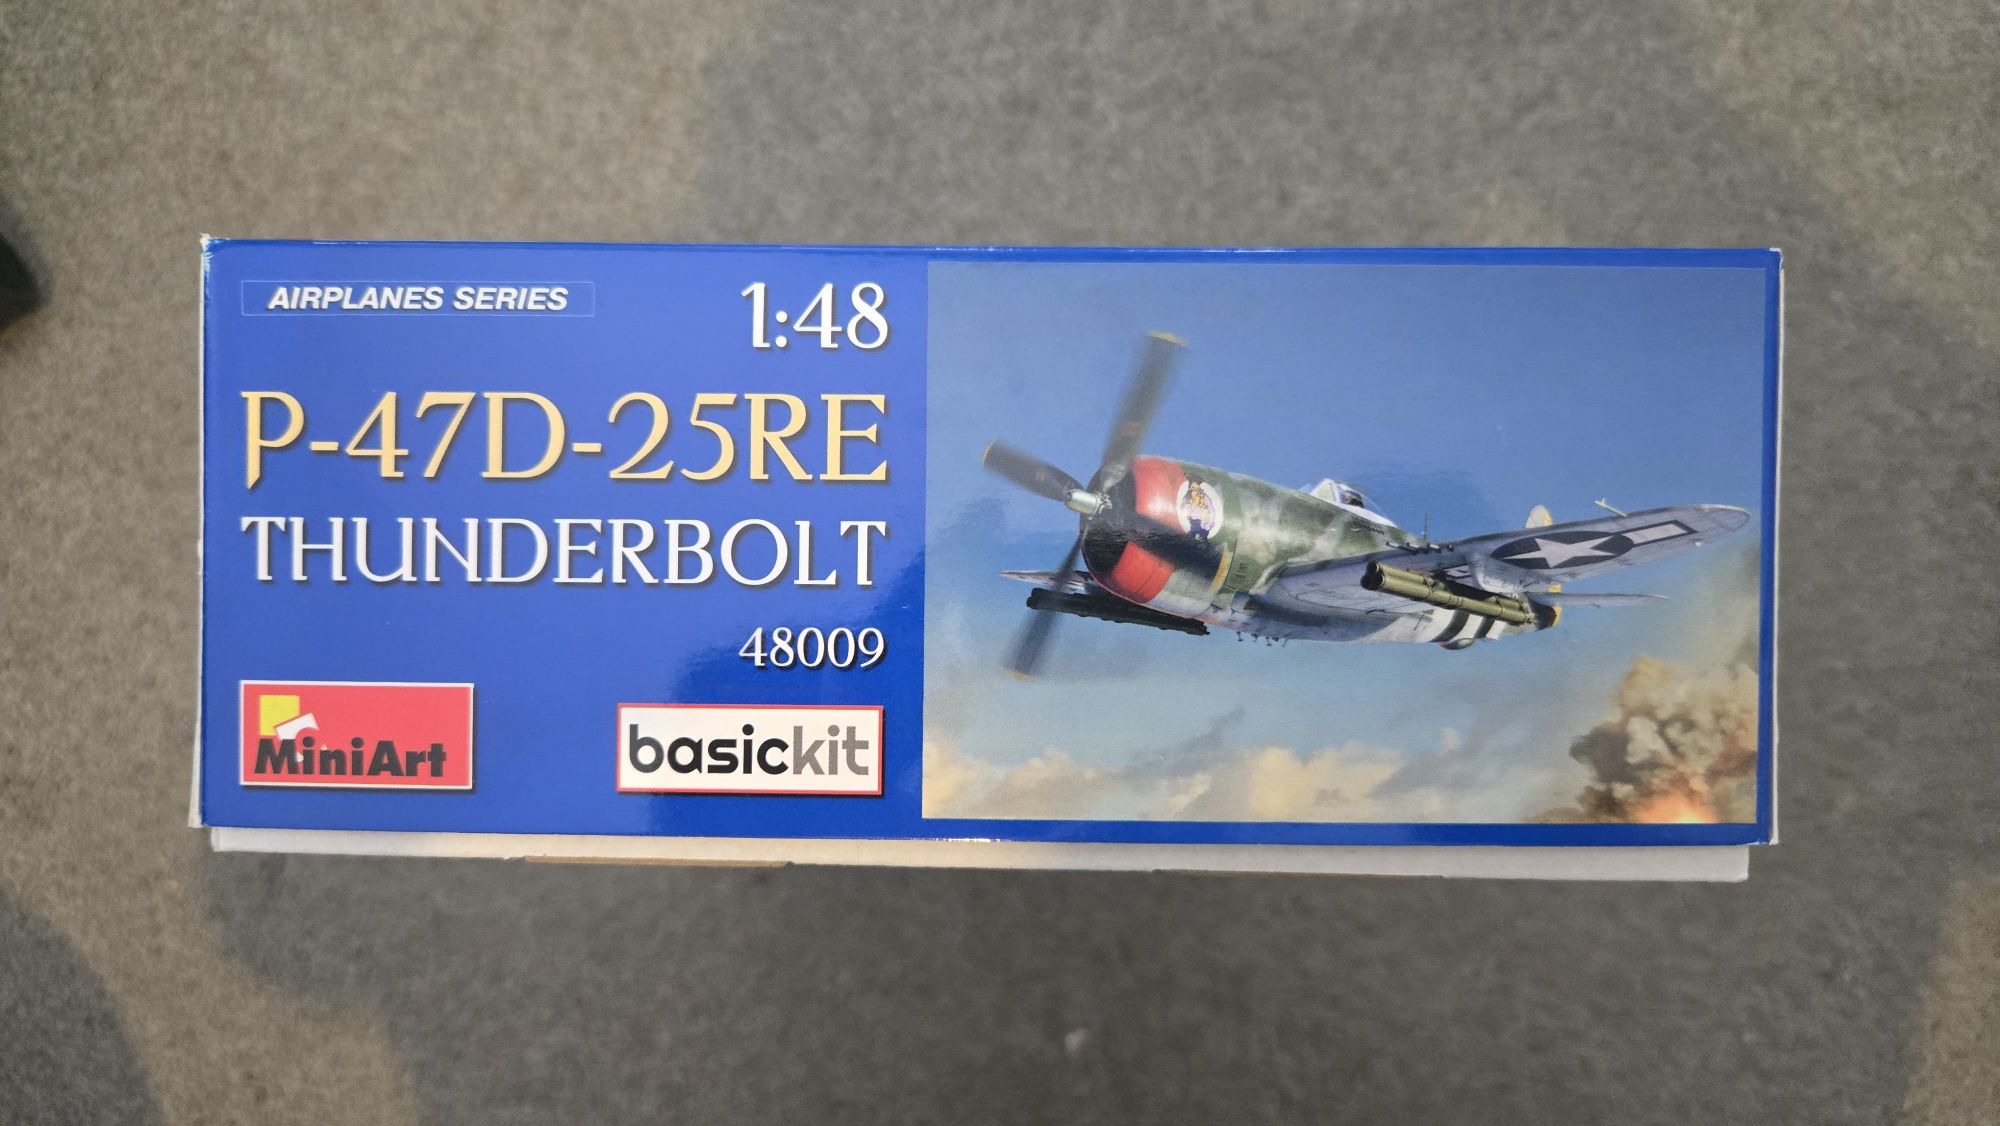 AIRPLANES SERIES
1:48
P-47D-25RE
THUNDERBOLT
48009
MiniArt
basickit